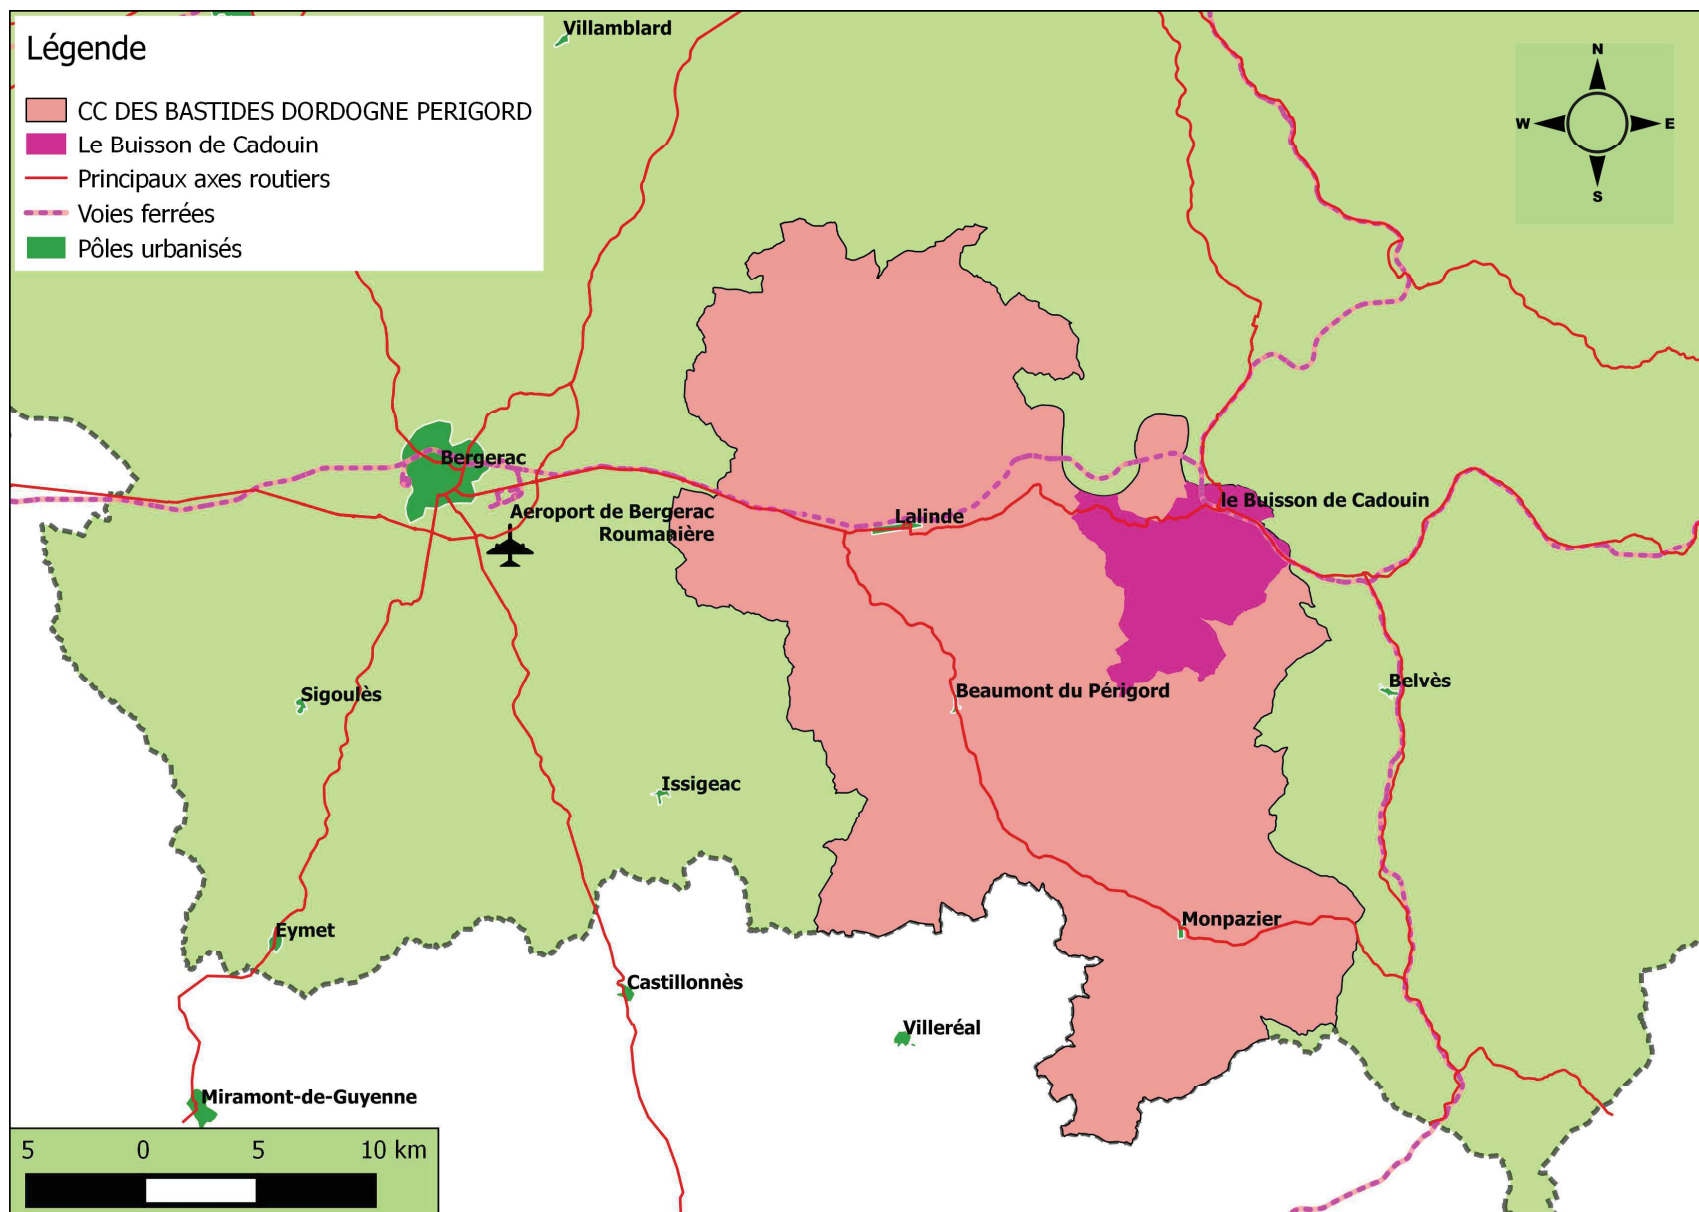 Légende
CC DES BASTIDES DORDOGNE PERIGORD
Le Buisson de Cadouin
Principaux axes routiers
Voies ferrées
Pôles urbanisés
Villamblard
N
W
E
S
Bergerac
Aeroport de Bergerac
Roumanière
Lalinde
le Buisson de Cadouin
Sigoulès
Beaumont du Périgord
Belvès
Issigeac
Eymet
Monpazier
Castillonnès
Villeréal
Miramont-de-Guyenne
5 0 5 10 km